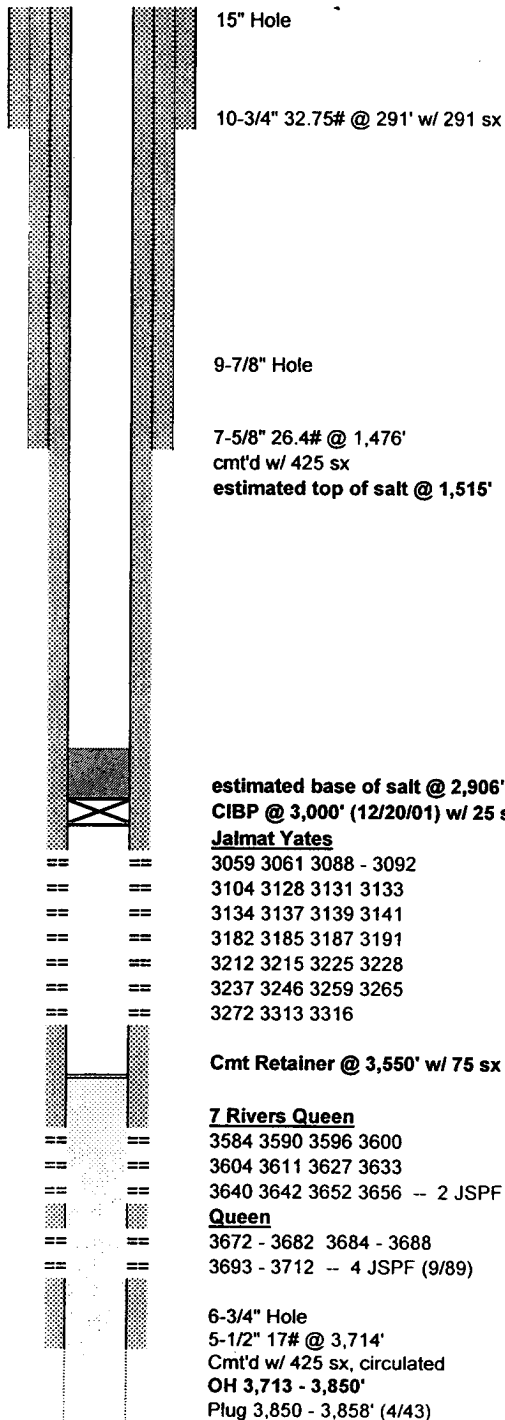 15" Hole
10-3/4" 32.75# @ 291' w/ 291 sx
9-7/8" Hole
7-5/8" 26.4# @ 1,476'
cmt'd w/ 425 sx
estimated top of salt @ 1,515'
estimated base of salt @ 2,906'
CIBP @ 3,000' (12/20/01) w/ 25 s
Jalmat Yates
== == 3059 3061 3088 - 3092
== == 3104 3128 3131 3133
== == 3134 3137 3139 3141
== == 3182 3185 3187 3191
== == 3212 3215 3225 3228
== == 3237 3246 3259 3265
== == 3272 3313 3316
Cmt Retainer @ 3,550' w/ 75 sx
7 Rivers Queen
== == 3584 3590 3596 3600
== == 3604 3611 3627 3633
== == 3640 3642 3652 3656 -- 2 JSPF
Queen
== == 3672 - 3682 3684 - 3688
== == 3693 - 3712 -- 4 JSPF (9/89)
6-3/4" Hole
5-1/2" 17# @ 3,714'
Cmt'd w/ 425 sx, circulated
OH 3,713 - 3,850'
Plug 3,850 - 3,858' (4/43)